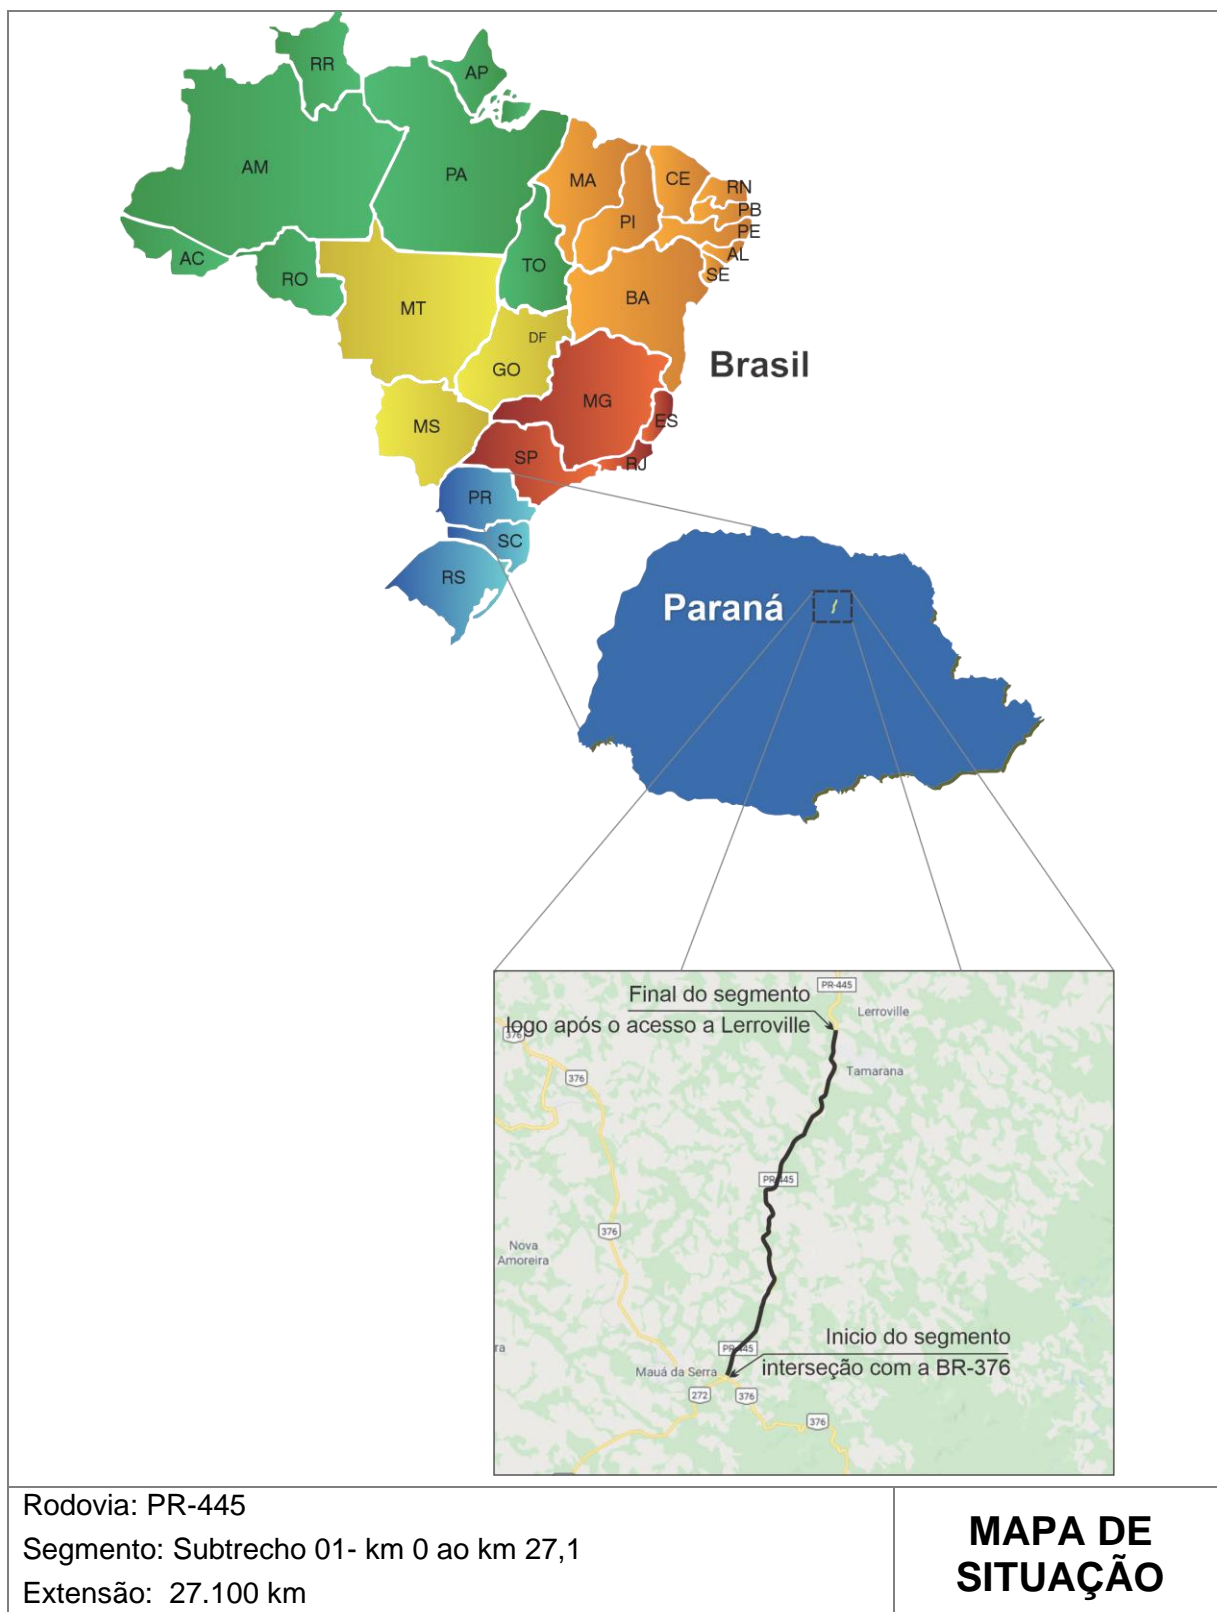 RR
AP
AM
PA
MA
CE
RN
PI
PB
PE
AL
SE
AC
RO
TO
BA
MT
DF
GO
Brasil
MG
MS
ES
SP
RJ
PR
SC
RS
Paraná
PR-445
Final do segmento
logo após o acesso a Lerroville
Lerroville
376
376
Tamarana
PR-445
376
Nova
Amoreira
Inicio do segmento
interseção com a BR-376
ra
PR-445
Mauá da Serra
272
376
376
Rodovia: PR-445
Segmento: Subtrecho 01- km 0 ao km 27,1
Extensão:  27.100 km
MAPA DE
SITUAÇÃO